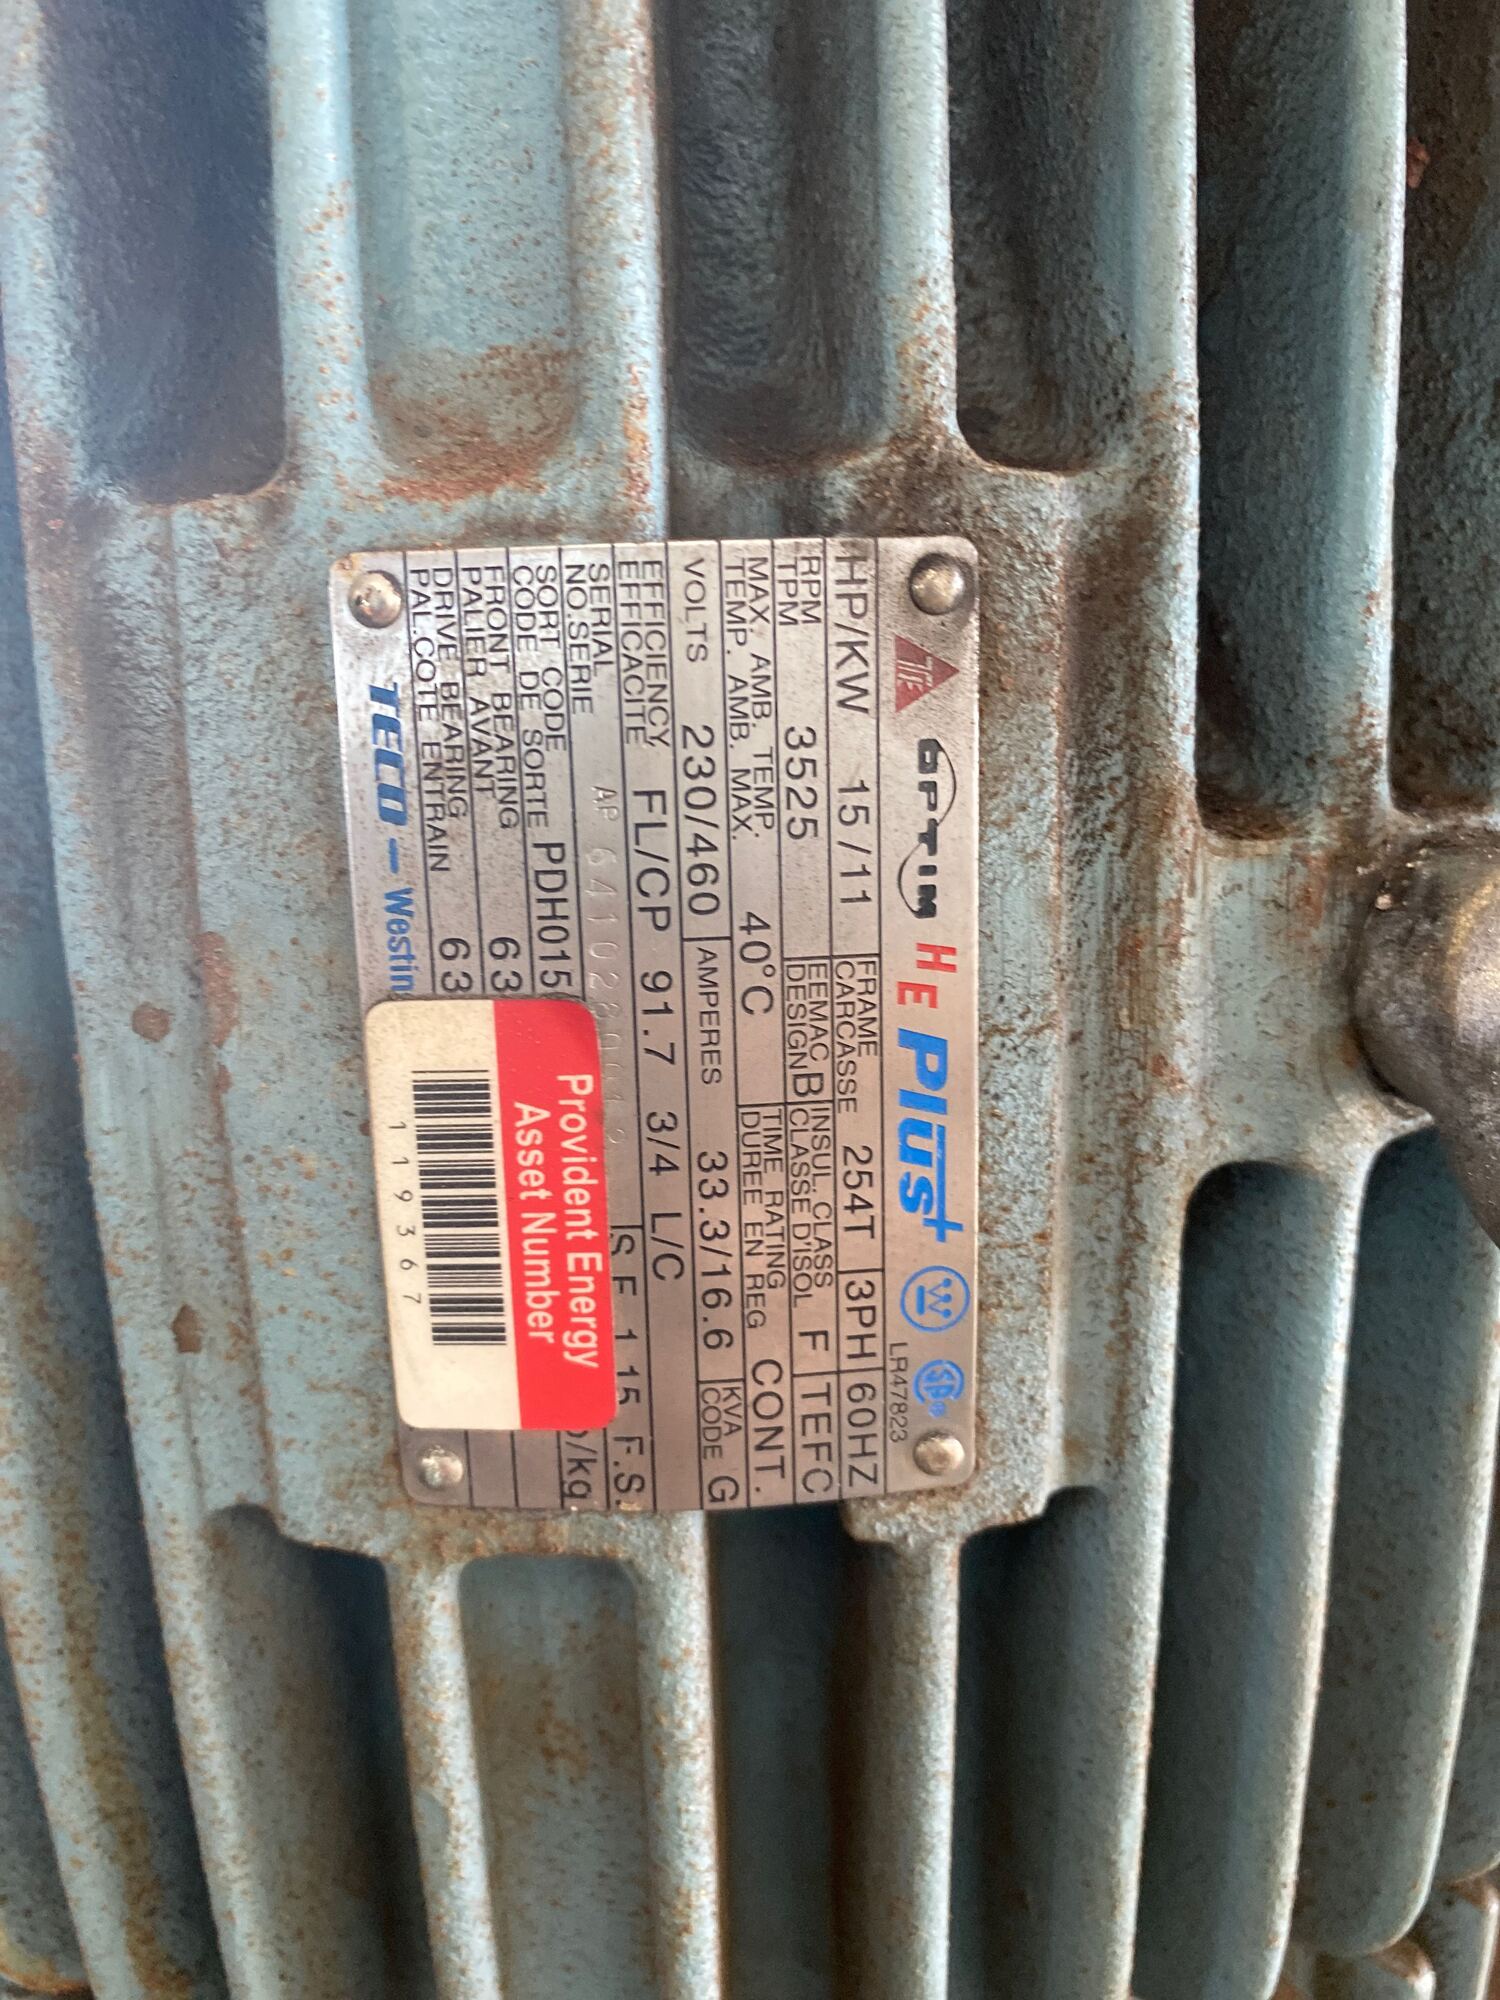 TE OPTIM HE PLUS+ W SA® LR47823
HP/KW 15/11 FRAME CARCASSE 254T 3PH 60HZ
RPM TPM 3525 EEMAC DESIGN B INSUL. CLASS CLASSE D'ISOL F TEFC
MAX. AMB. TEMP. TEMP. AMB. MAX. 40°C TIME RATING DUREE EN REG CONT.
VOLTS 230/460 AMPERES 33.3/16.6 KVA CODE G
EFFICIENCY EFFICACITE FL/CP 91.7 3/4 L/C
SERIAL NO.SERIE S.F. 1.15 F.S.
SORT CODE CODE DE SORTE PDH015 /kg
FRONT BEARING PALIER AVANT 63
DRIVE BEARING PAL.COTE ENTRAIN 63
TECO - Westin
Provident Energy
Asset Number
119367